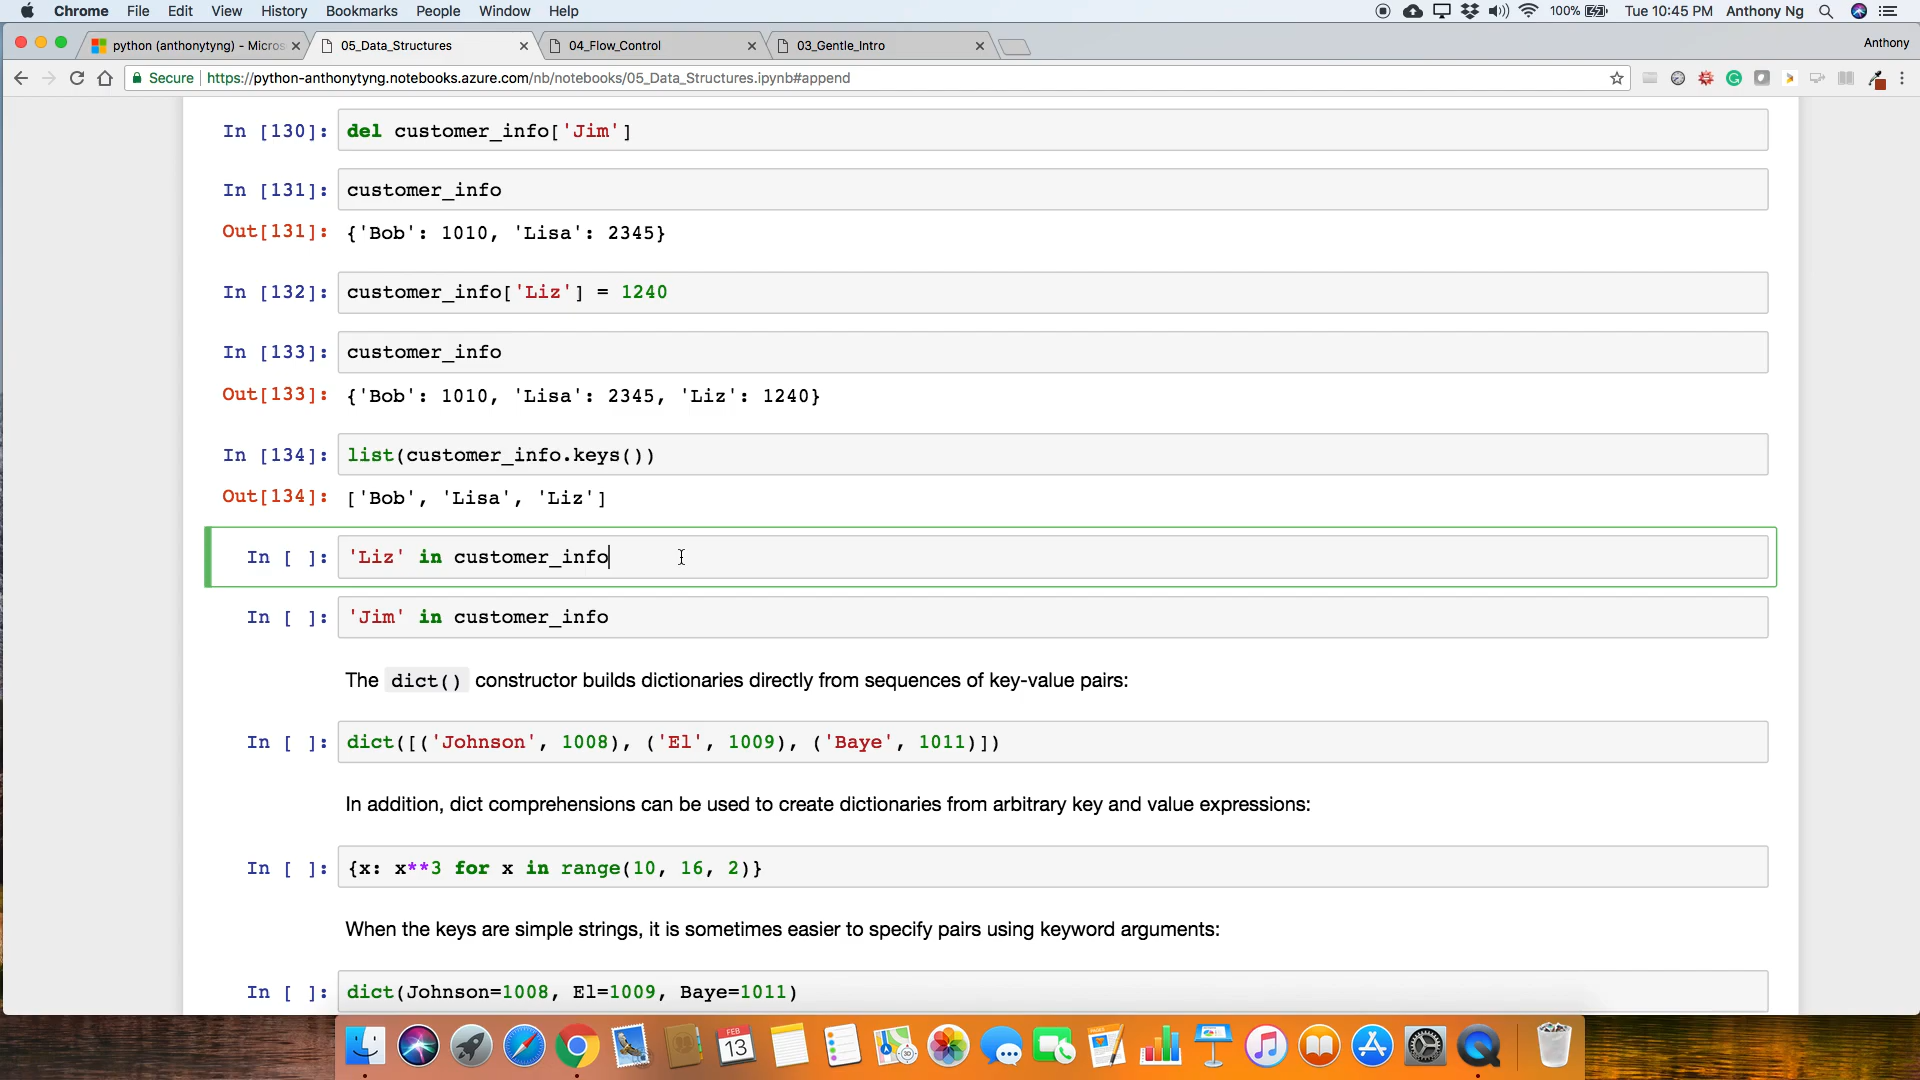 Chrome File Edit View History Bookmarks People Window Help 100% Tue 10:45 PM Anthony Ng
python (anthonytyng) - Micros 05_Data_Structures 04_Flow_Control 03_Gentle_Intro Anthony
Secure https://python-anthonytyng.notebooks.azure.com/nb/notebooks/05_Data_Structures.ipynb#append
In [130]: del customer_info['Jim']
In [131]: customer_info
Out[131]: {'Bob': 1010, 'Lisa': 2345}
In [132]: customer_info['Liz'] = 1240
In [133]: customer_info
Out[133]: {'Bob': 1010, 'Lisa': 2345, 'Liz': 1240}
In [134]: list(customer_info.keys())
Out[134]: ['Bob', 'Lisa', 'Liz']
In [ ]: 'Liz' in customer_info
In [ ]: 'Jim' in customer_info
The dict() constructor builds dictionaries directly from sequences of key-value pairs:
In [ ]: dict([('Johnson', 1008), ('El', 1009), ('Baye', 1011)])
In addition, dict comprehensions can be used to create dictionaries from arbitrary key and value expressions:
In [ ]: {x: x**3 for x in range(10, 16, 2)}
When the keys are simple strings, it is sometimes easier to specify pairs using keyword arguments:
In [ ]: dict(Johnson=1008, El=1009, Baye=1011)
FEB
13